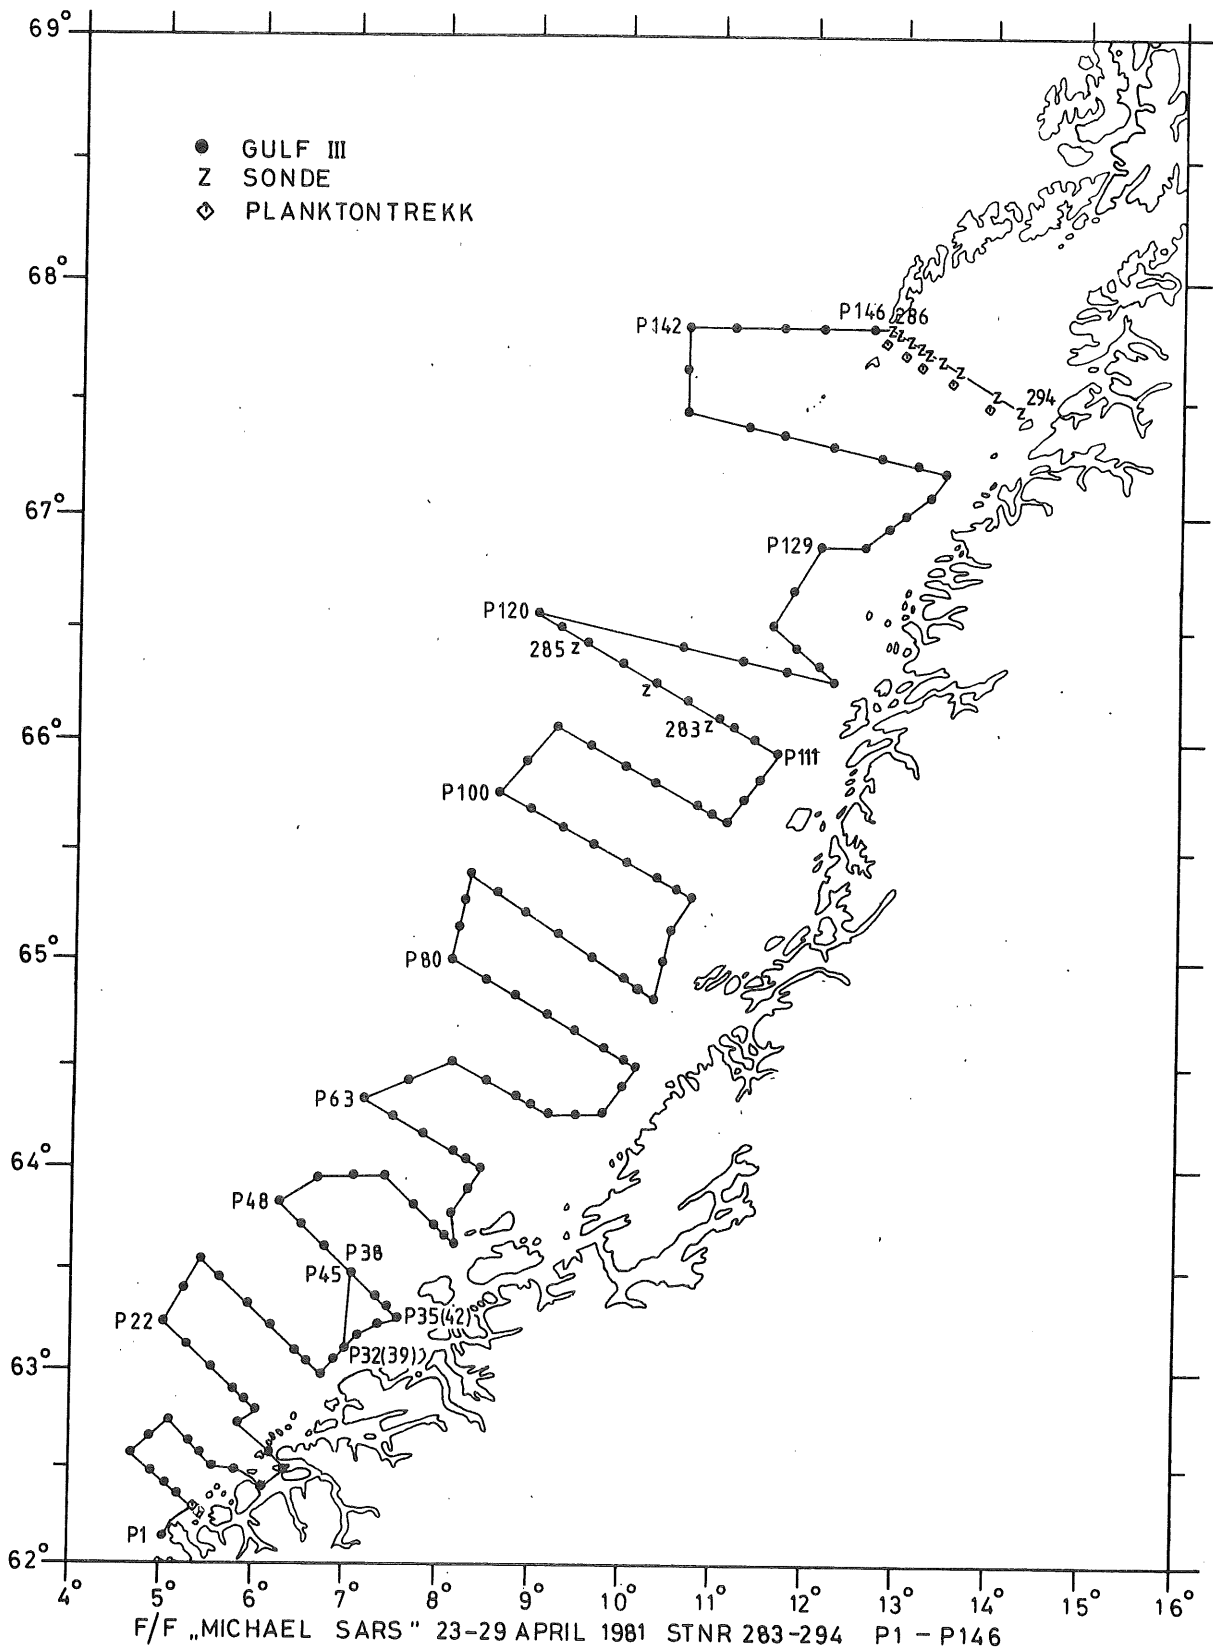 69°
GULF III
Z SONDE
PLANKTONTREKK
68°
P146 286
P142
294
67°
P129
P120
285 Z
Z
283 Z
66°
P111
P100
65°
P80
P63
64°
P48
P38
P45
P22
P35(42)
63°
P32(39)
P1
62°
4° 5° 6° 7° 8° 9° 10° 11° 12° 13° 14° 15° 16°
F/F „MICHAEL SARS" 23-29 APRIL 1981 STNR 283-294 P1 - P146